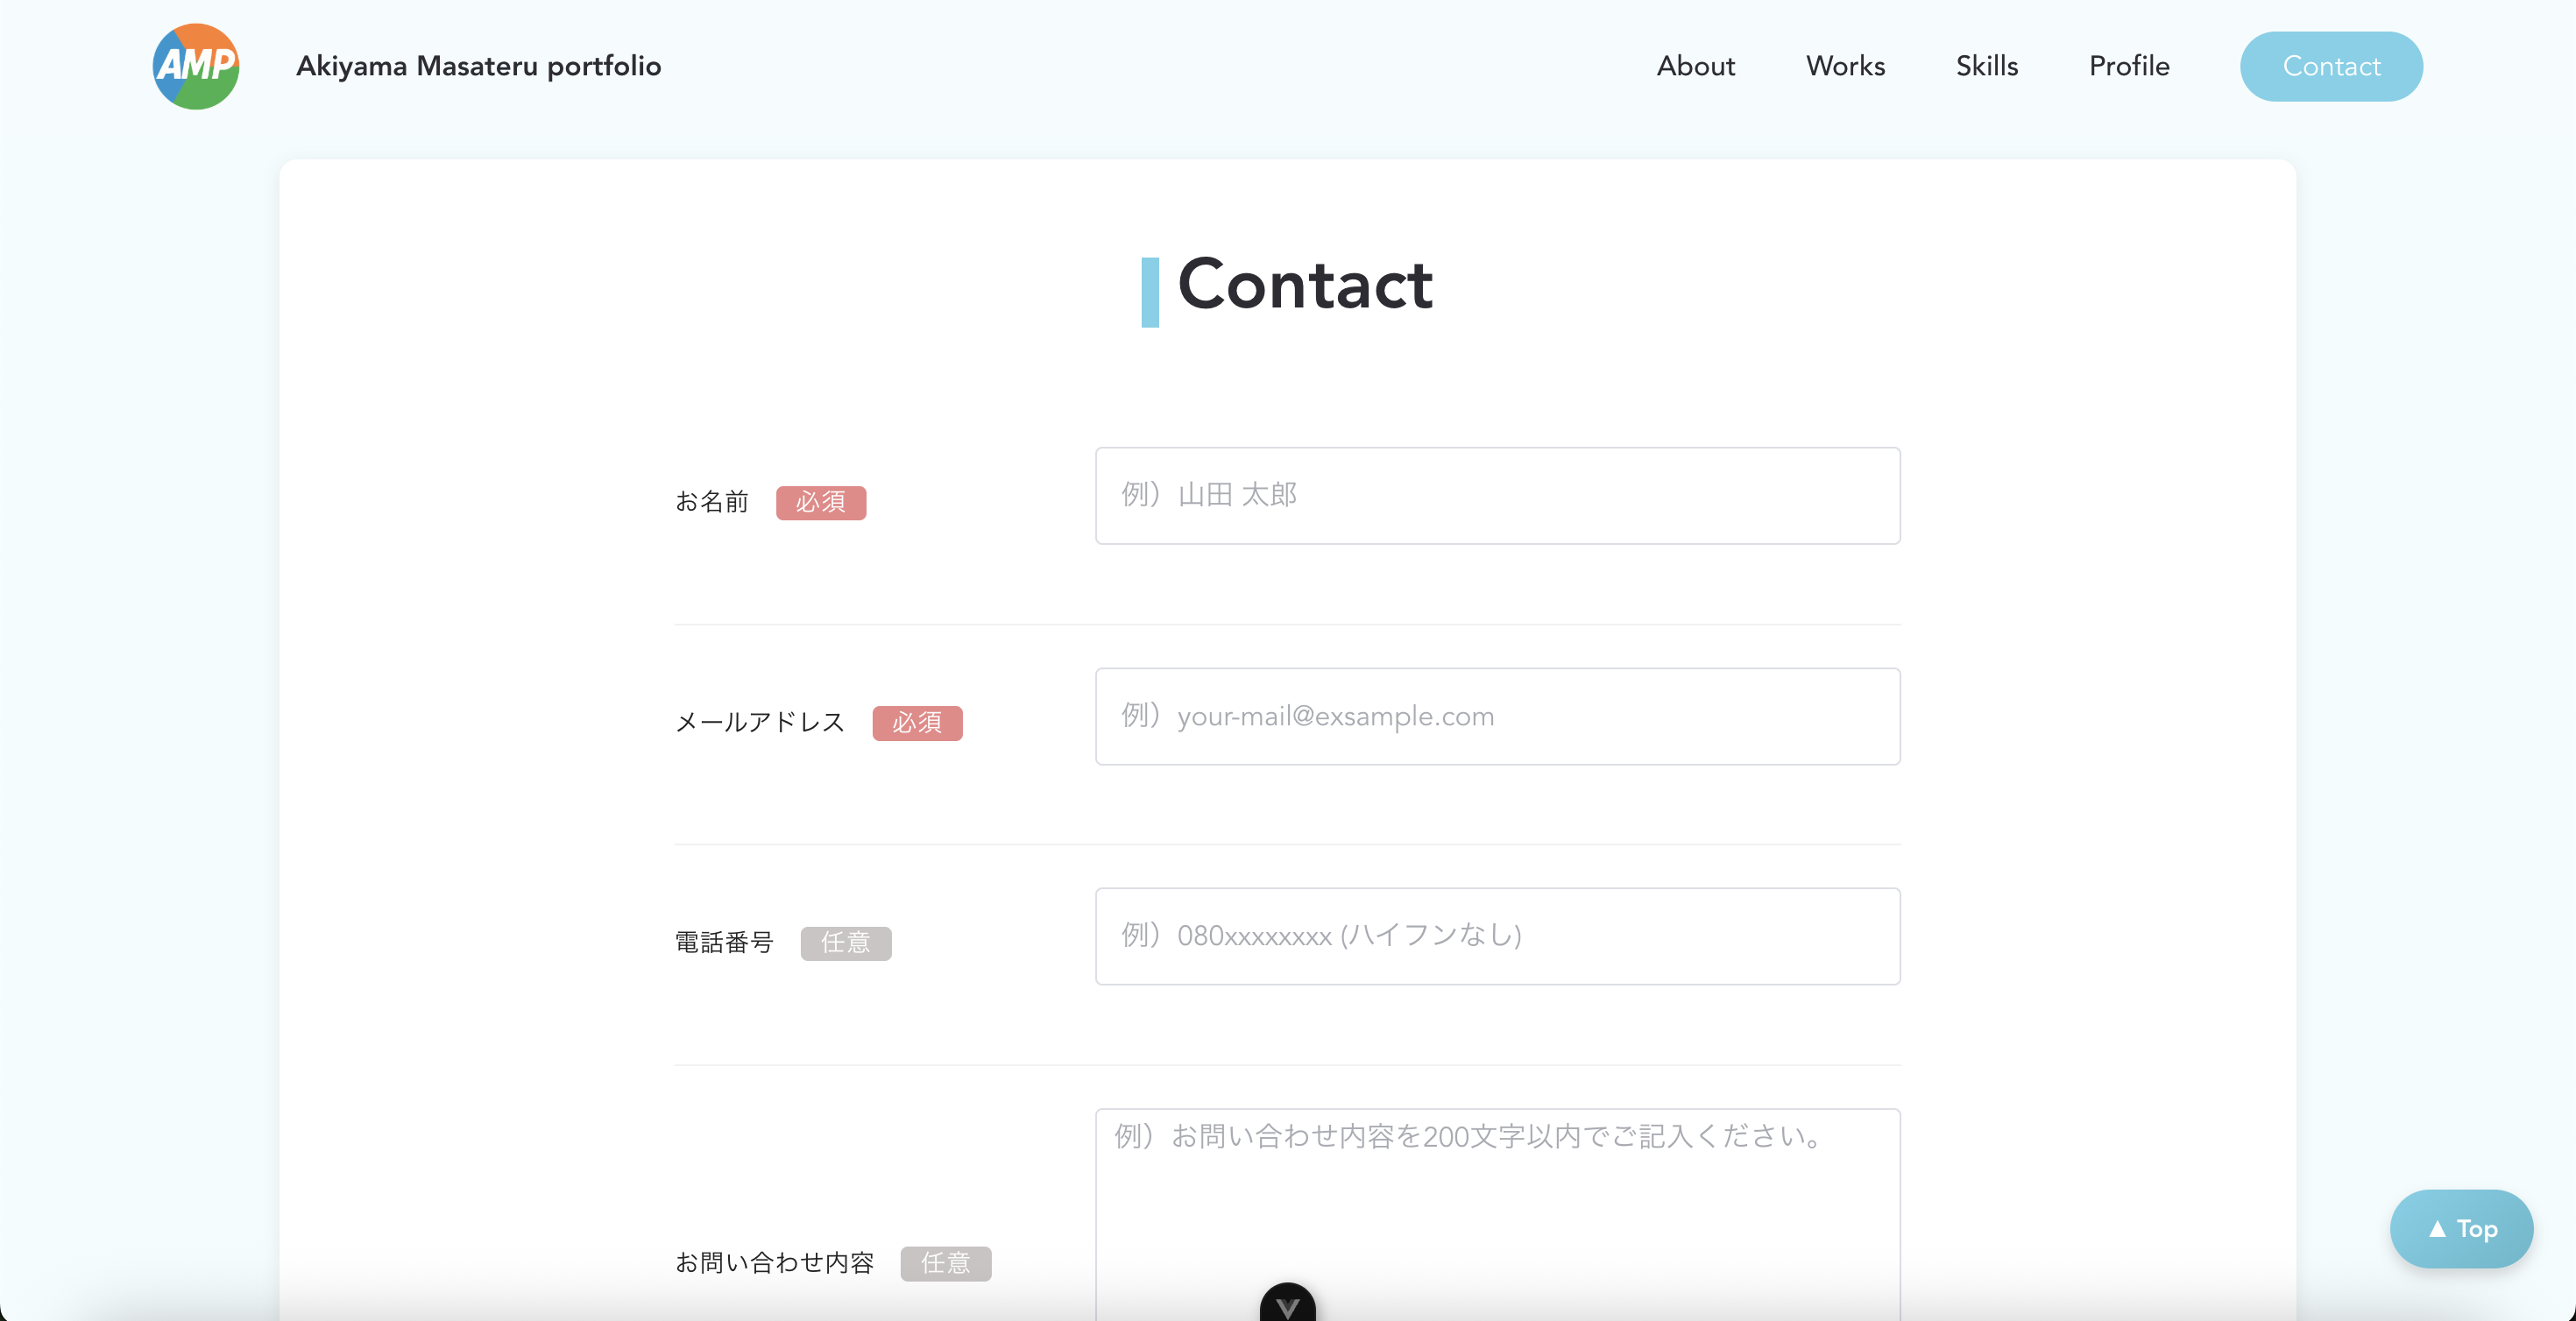 AMP
Akiyama Masateru portfolio
About
Works
Skills
Profile
Contact
Contact
お名前 必須
例）山田 太郎
メールアドレス 必須
例）your-mail@exsample.com
電話番号 任意
例）080xxxxxxxx (ハイフンなし)
例）お問い合わせ内容を200文字以内でご記入ください。
お問い合わせ内容 任意
▲ Top